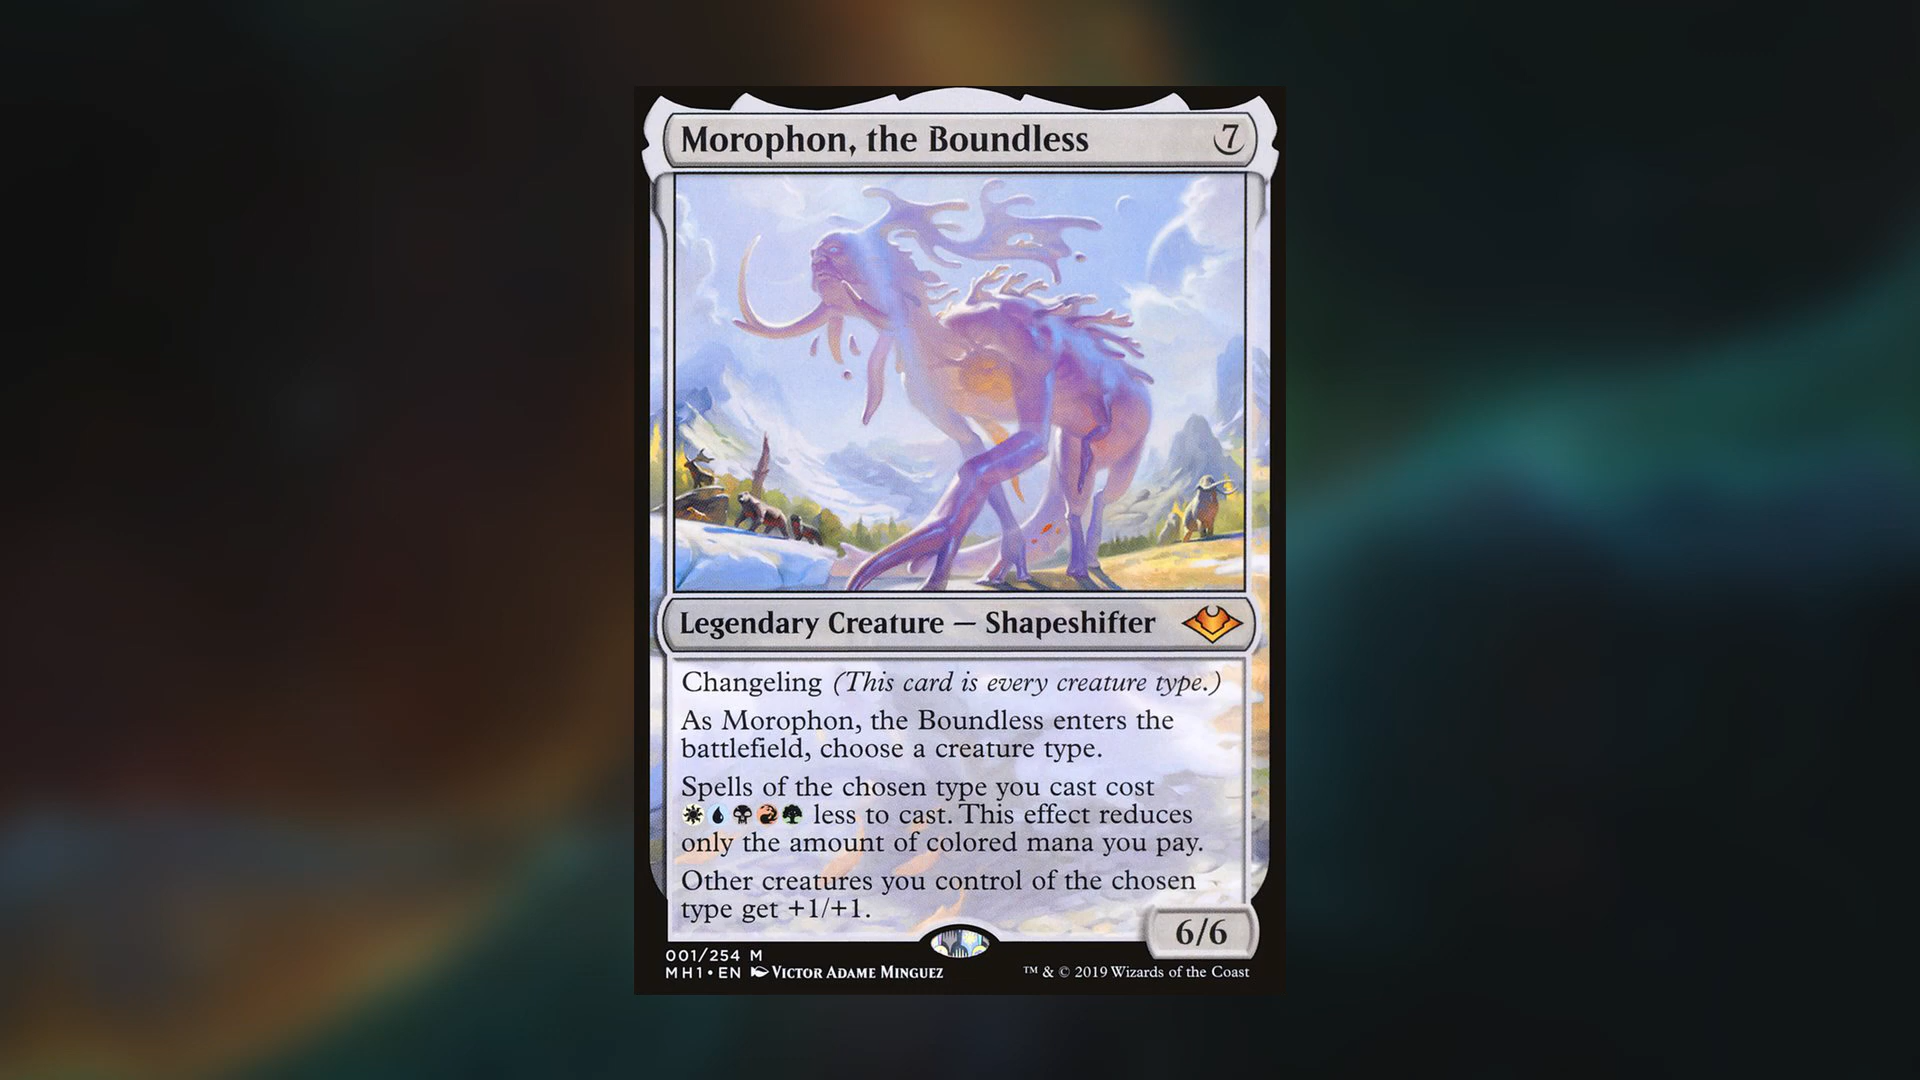 Morophon, the Boundless 7
Legendary Creature — Shapeshifter
Changeling (This card is every creature type.)
As Morophon, the Boundless enters the
battlefield, choose a creature type.
Spells of the chosen type you cast cost
less to cast. This effect reduces
only the amount of colored mana you pay.
Other creatures you control of the chosen
type get +1/+1.
6/6
001/254 M
MH1 • EN Victor Adame Minguez
™ & © 2019 Wizards of the Coast